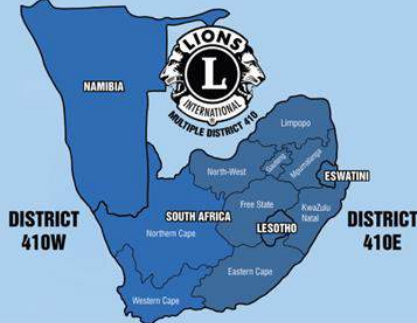 LIONS
L
INTERNATIONAL
®
MULTIPLE DISTRICT 410
NAMIBIA
Limpopo
Gauteng
Mpumalanga
North-West
ESWATINI
SOUTH AFRICA
Free State
KwaZulu
Natal
LESOTHO
DISTRICT
410W
DISTRICT
410E
Northern Cape
Eastern Cape
Western Cape